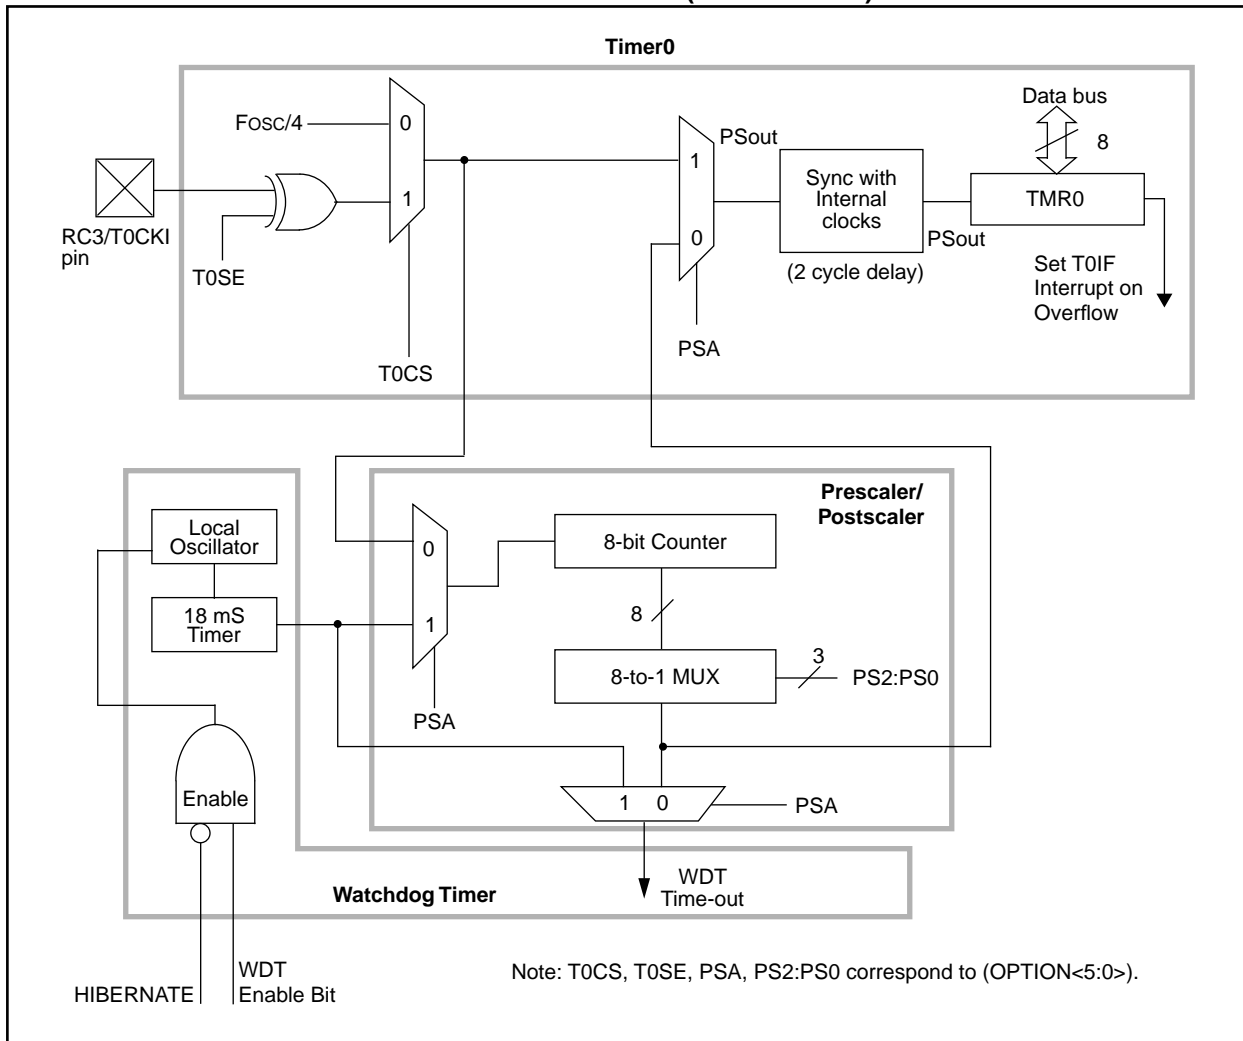 Timer0
Data bus
8
FOSC/4
0
1
PSout
1
0
Sync with
Internal
clocks
TMR0
PSout
(2 cycle delay)
RC3/T0CKI
pin
T0SE
T0CS
PSA
Set T0IF
Interrupt on
Overflow
Prescaler/
Postscaler
Local
Oscillator
18 mS
Timer
0
1
8-bit Counter
8
8-to-1 MUX
3
PS2:PS0
PSA
Enable
1 0
PSA
WDT
Time-out
Watchdog Timer
HIBERNATE
WDT
Enable Bit
Note: T0CS, T0SE, PSA, PS2:PS0 correspond to (OPTION<5:0>).